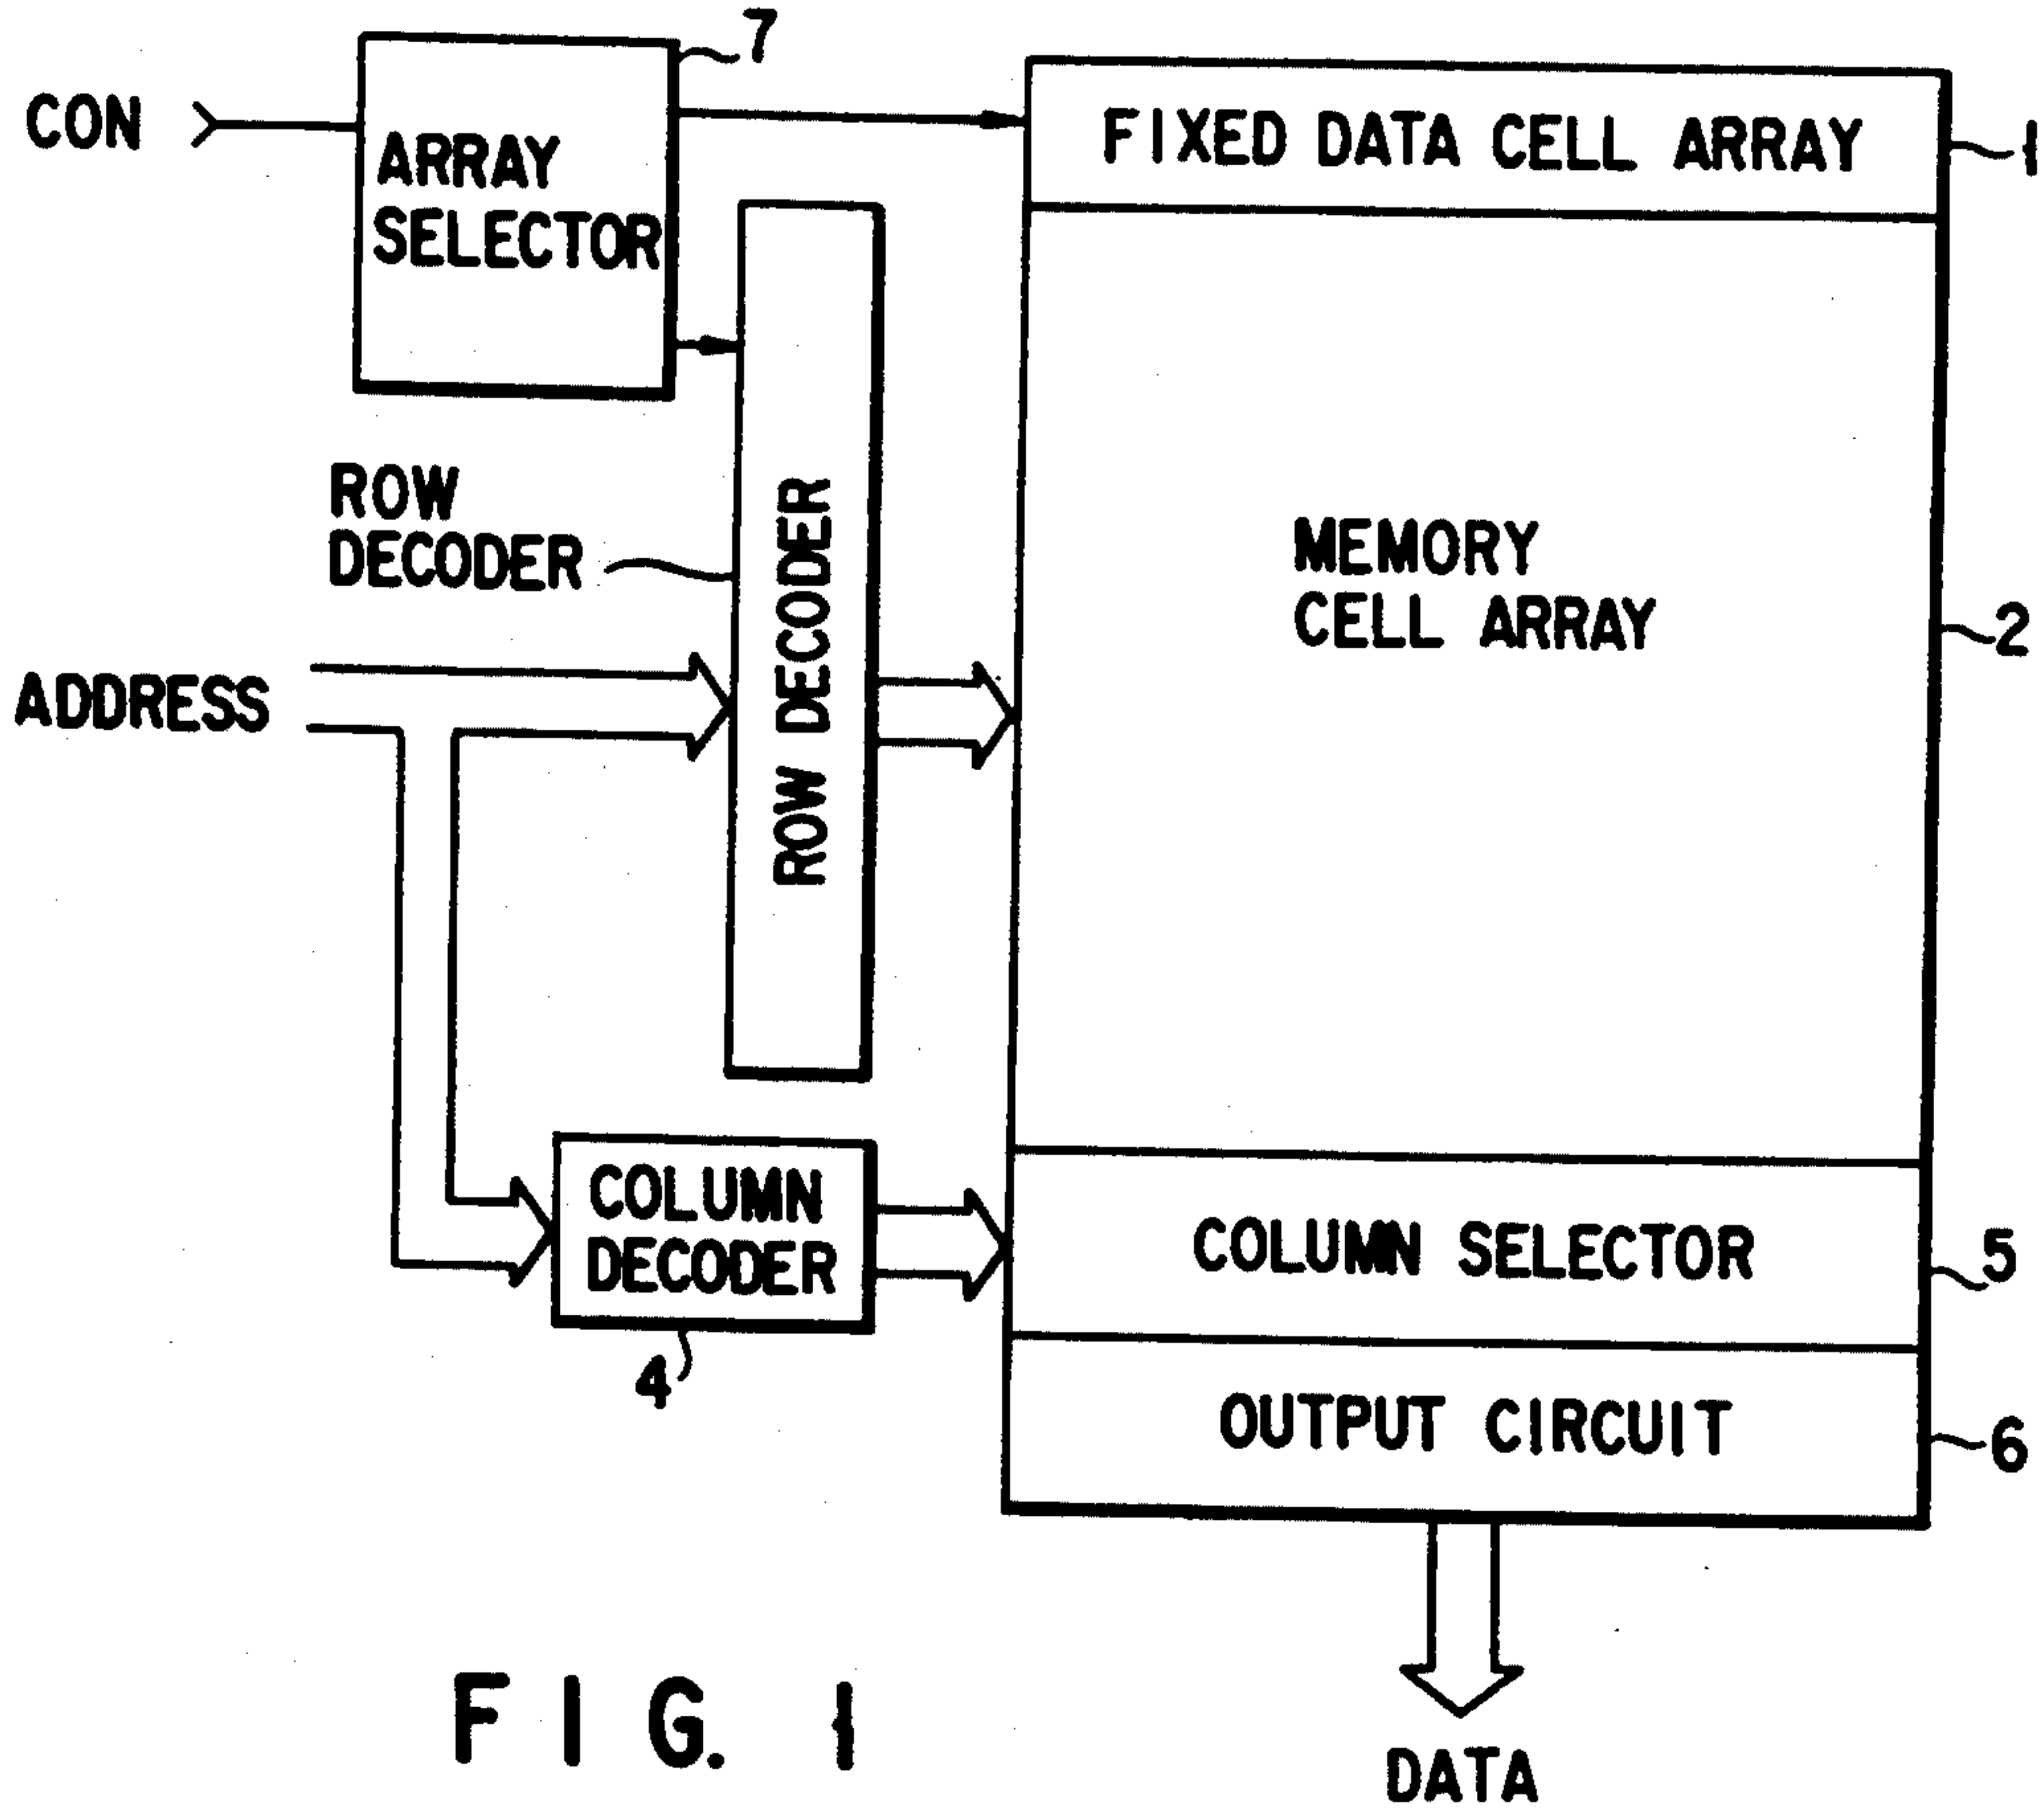 7
CON
ARRAY
SELECTOR
FIXED DATA CELL ARRAY
1
ROW
DECODER
ROW DECODER
MEMORY
CELL ARRAY
2
ADDRESS
COLUMN
DECODER
4
COLUMN SELECTOR
5
OUTPUT CIRCUIT
6
DATA
FIG. 1